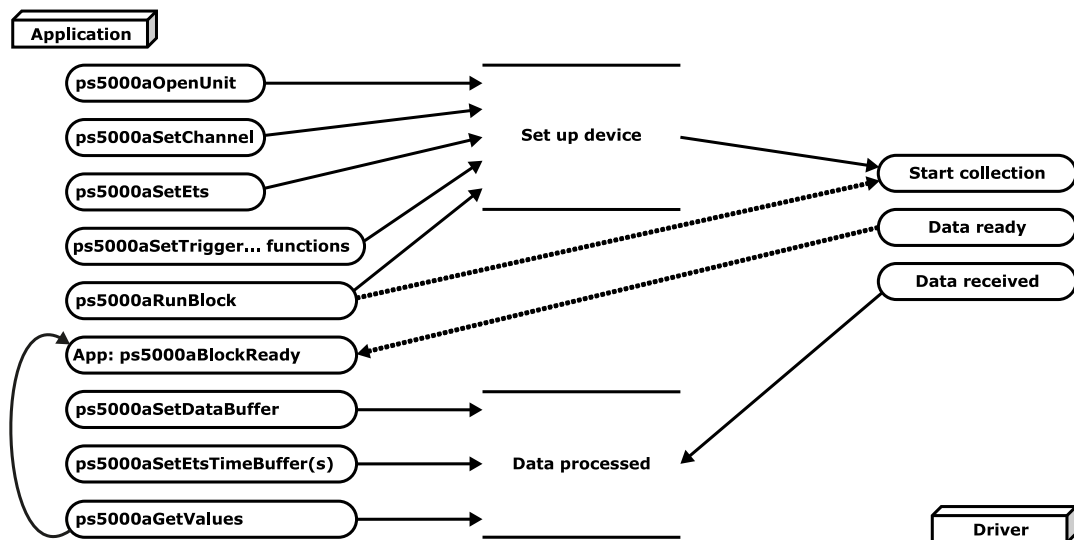 Application
ps5000aOpenUnit
ps5000aSetChannel
Set up device
ps5000aSetEts
Start collection
ps5000aSetTrigger... functions
Data ready
ps5000aRunBlock
Data received
App: ps5000aBlockReady
ps5000aSetDataBuffer
ps5000aSetEtsTimeBuffer(s)
Data processed
ps5000aGetValues
Driver